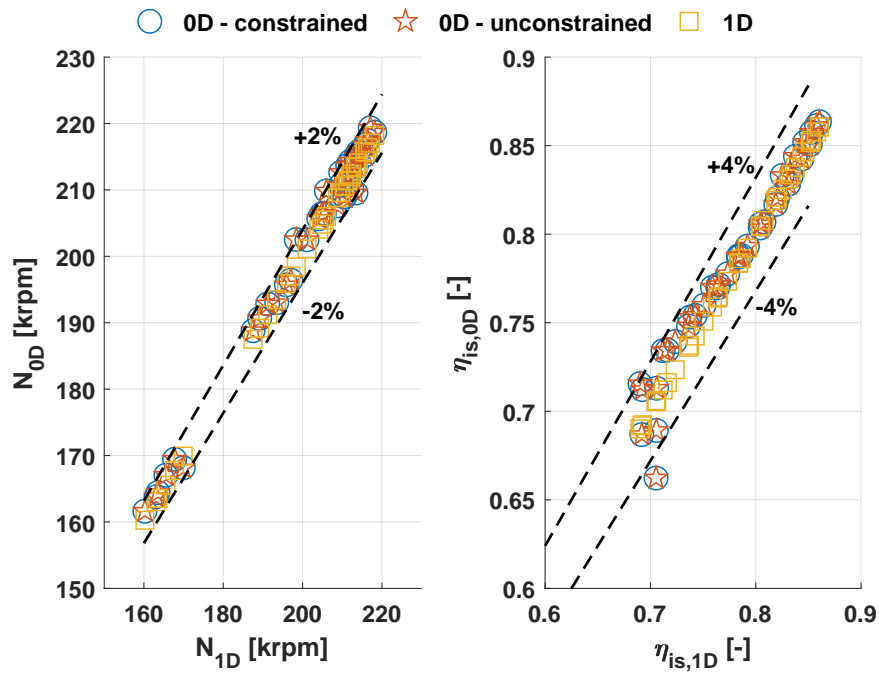 0D - constrained 0D - unconstrained 1D
230
220
210
200
190
180
170
160
150
160 180 200 220
N0D [krpm]
N1D [krpm]
+2%
-2%
0.9
0.85
0.8
0.75
0.7
0.65
0.6
0.6 0.7 0.8 0.9
ηis,0D [-]
ηis,1D [-]
+4%
-4%